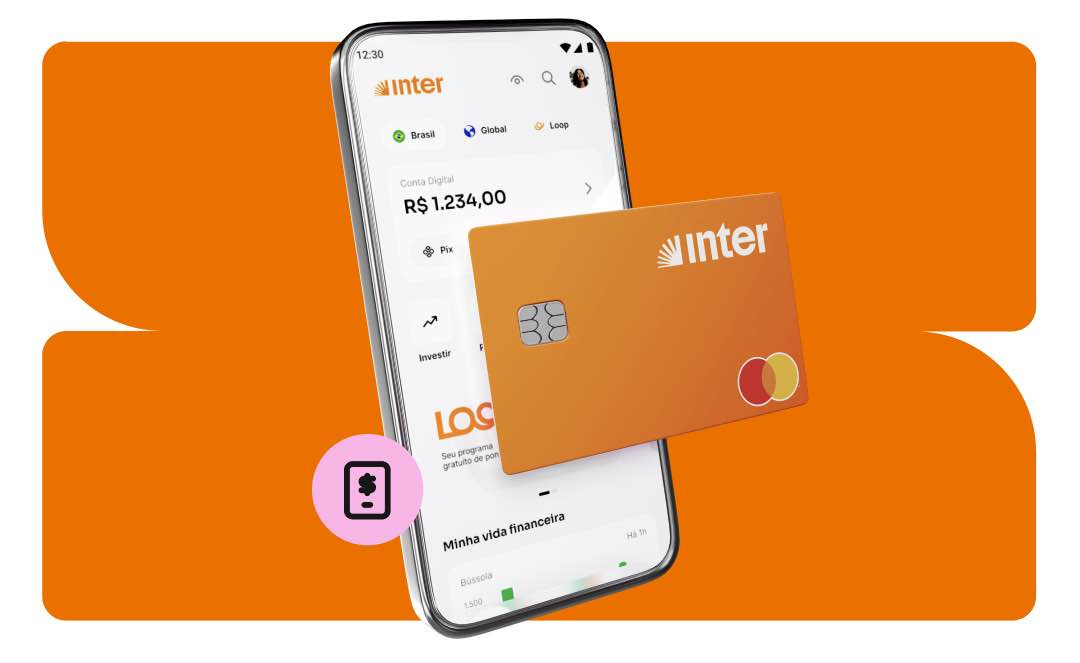 12:30
inter
Brasil
Global
Loop
Conta Digital
R$ 1.234,00
Pix
Investir
inter
Seu programa
gratuito de pon
Minha vida financeira
Há 1h
Bússola
1.500
$